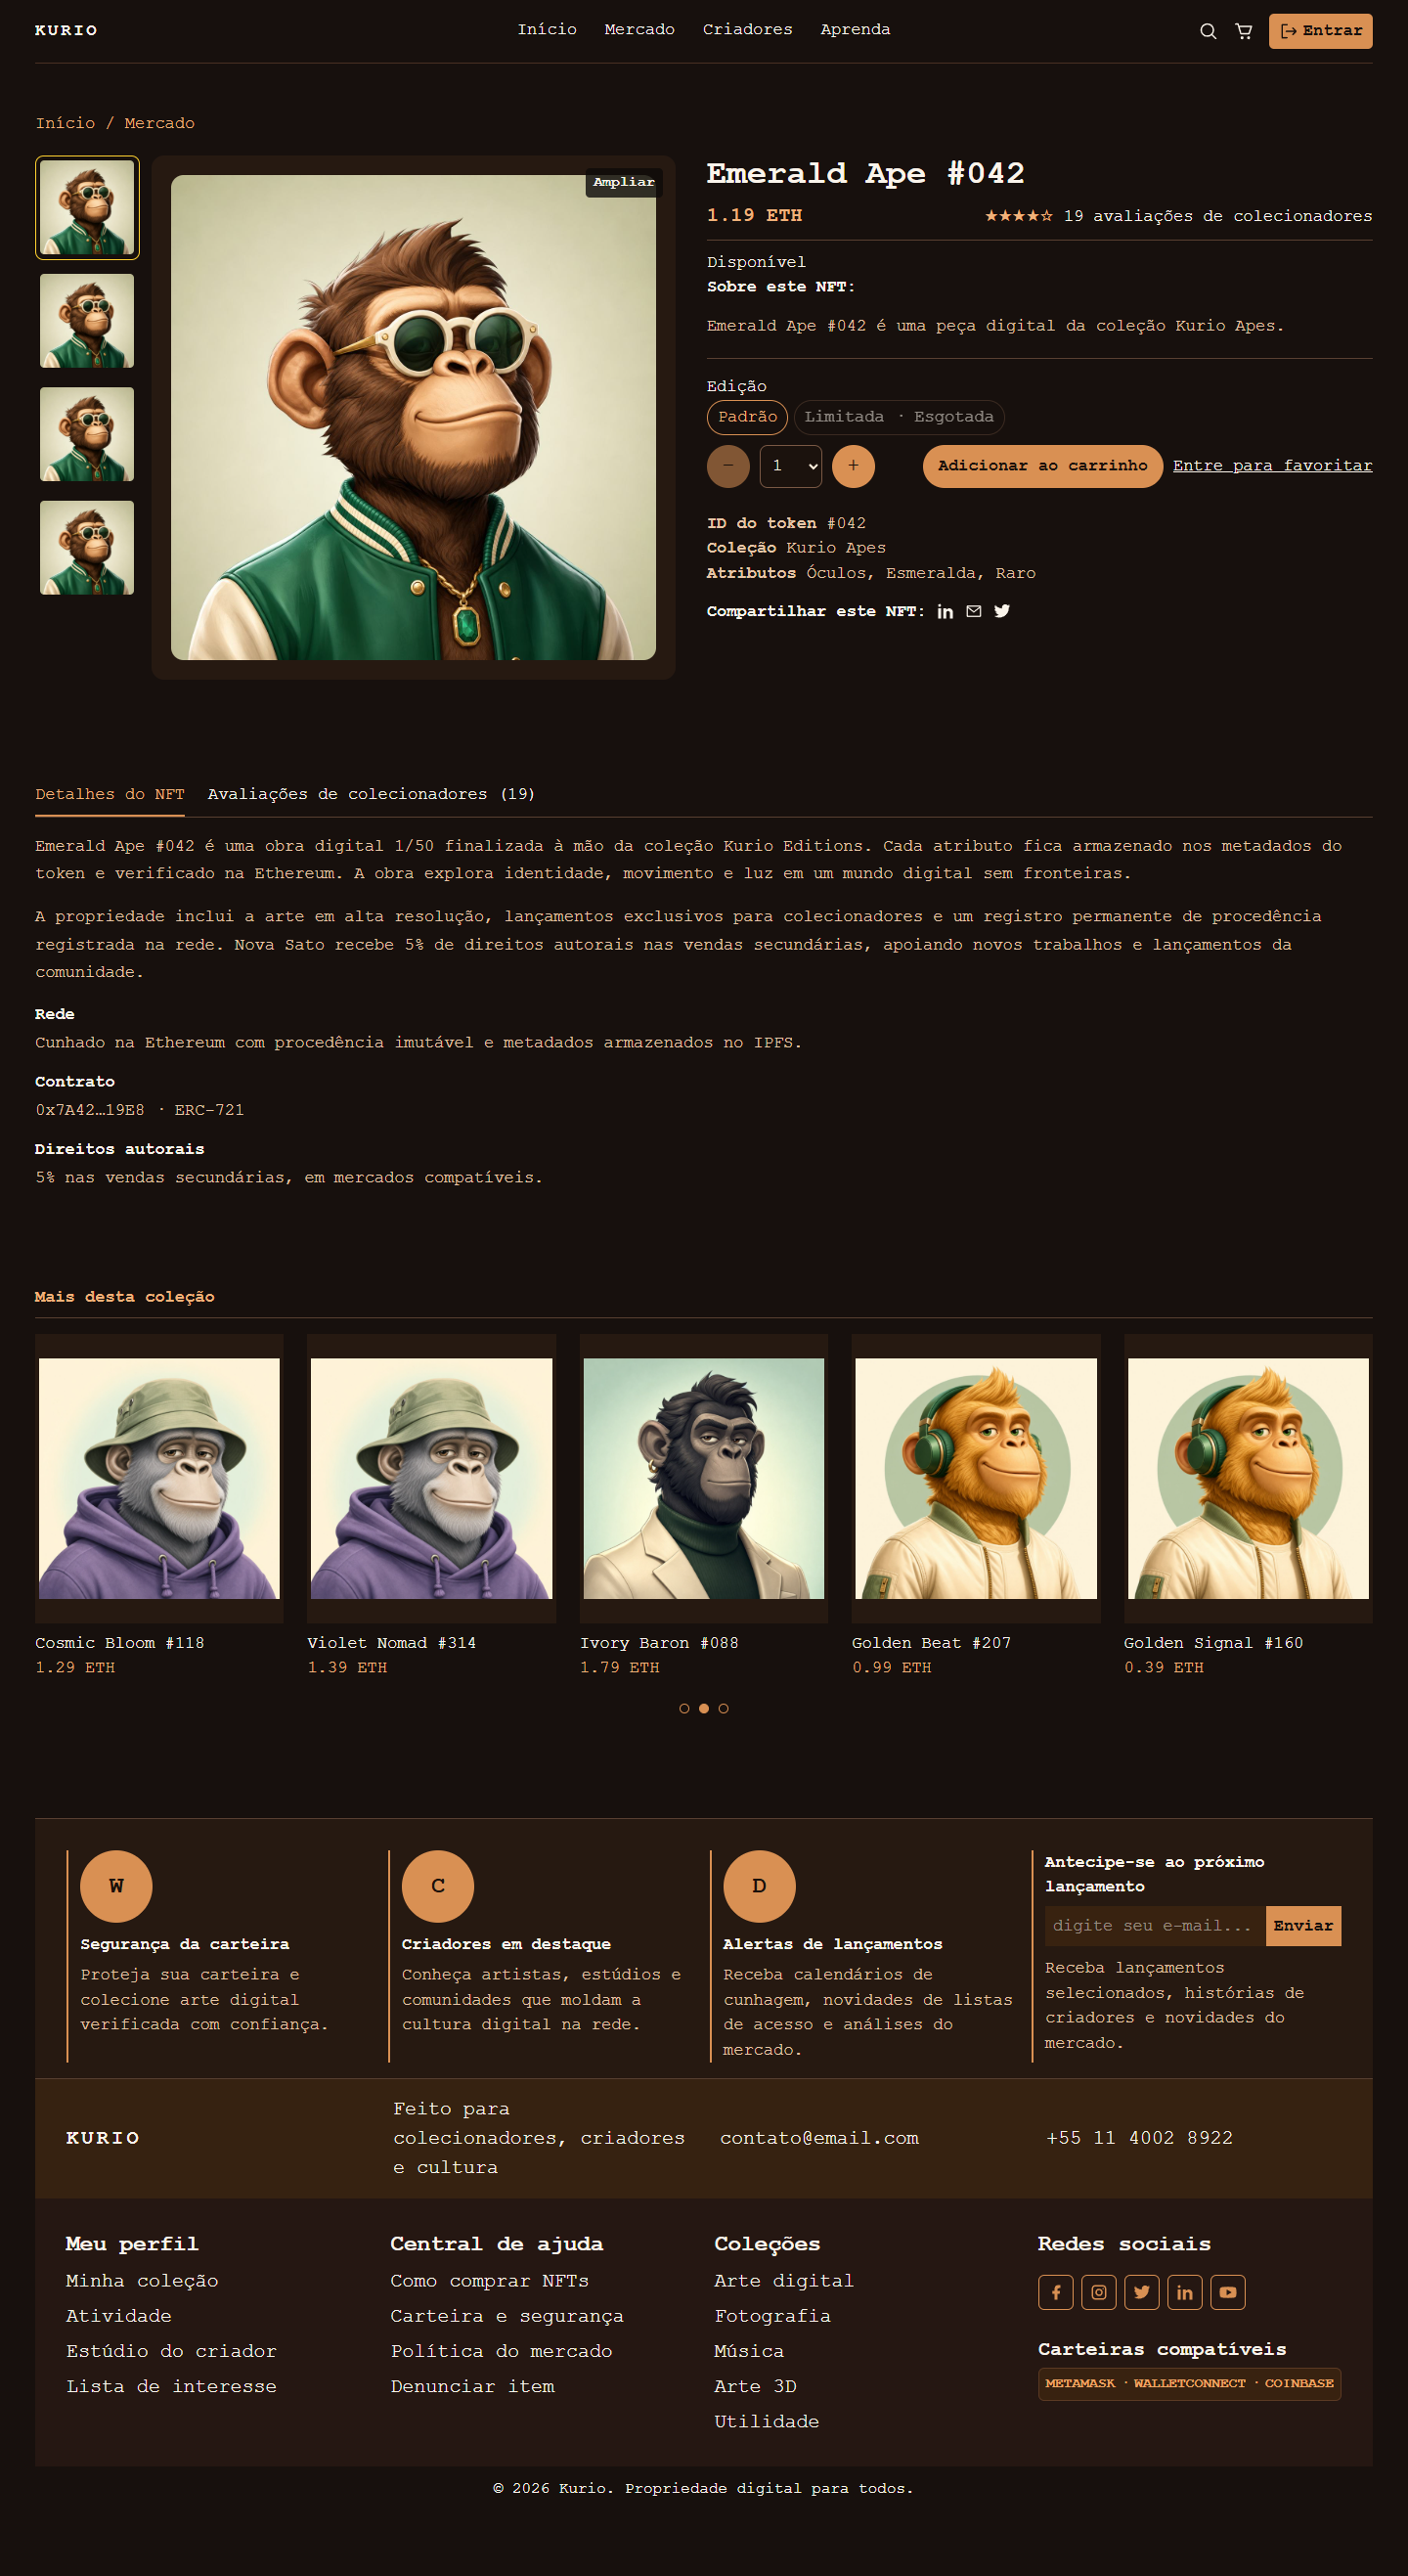 KURIO
Início Mercado Criadores Aprenda
Entrar
Início / Mercado
Ampliar
Emerald Ape #042
1.19 ETH
★★★★☆ 19 avaliações de colecionadores
Disponível
Sobre este NFT:
Emerald Ape #042 é uma peça digital da coleção Kurio Apes.
Edição
Padrão
Limitada · Esgotada
− 1 +
Adicionar ao carrinho
Entre para favoritar
ID do token #042
Coleção Kurio Apes
Atributos Óculos, Esmeralda, Raro
Compartilhar este NFT:
Detalhes do NFT
Avaliações de colecionadores (19)
Emerald Ape #042 é uma obra digital 1/50 finalizada à mão da coleção Kurio Editions. Cada atributo fica armazenado nos metadados do
token e verificado na Ethereum. A obra explora identidade, movimento e luz em um mundo digital sem fronteiras.
A propriedade inclui a arte em alta resolução, lançamentos exclusivos para colecionadores e um registro permanente de procedência
registrada na rede. Nova Sato recebe 5% de direitos autorais nas vendas secundárias, apoiando novos trabalhos e lançamentos da
comunidade.
Rede
Cunhado na Ethereum com procedência imutável e metadados armazenados no IPFS.
Contrato
0x7A42…19E8 · ERC-721
Direitos autorais
5% nas vendas secundárias, em mercados compatíveis.
Mais desta coleção
Cosmic Bloom #118
1.29 ETH
Violet Nomad #314
1.39 ETH
Ivory Baron #088
1.79 ETH
Golden Beat #207
0.99 ETH
Golden Signal #160
0.39 ETH
W
Segurança da carteira
Proteja sua carteira e
colecione arte digital
verificada com confiança.
C
Criadores em destaque
Conheça artistas, estúdios e
comunidades que moldam a
cultura digital na rede.
D
Alertas de lançamentos
Receba calendários de
cunhagem, novidades de listas
de acesso e análises do
mercado.
Antecipe-se ao próximo
lançamento
digite seu e-mail...
Enviar
Receba lançamentos
selecionados, histórias de
criadores e novidades do
mercado.
KURIO
Feito para
colecionadores, criadores
e cultura
contato@email.com
+55 11 4002 8922
Meu perfil
Minha coleção
Atividade
Estúdio do criador
Lista de interesse
Central de ajuda
Como comprar NFTs
Carteira e segurança
Política do mercado
Denunciar item
Coleções
Arte digital
Fotografia
Música
Arte 3D
Utilidade
Redes sociais
Carteiras compatíveis
METAMASK · WALLETCONNECT · COINBASE
© 2026 Kurio. Propriedade digital para todos.